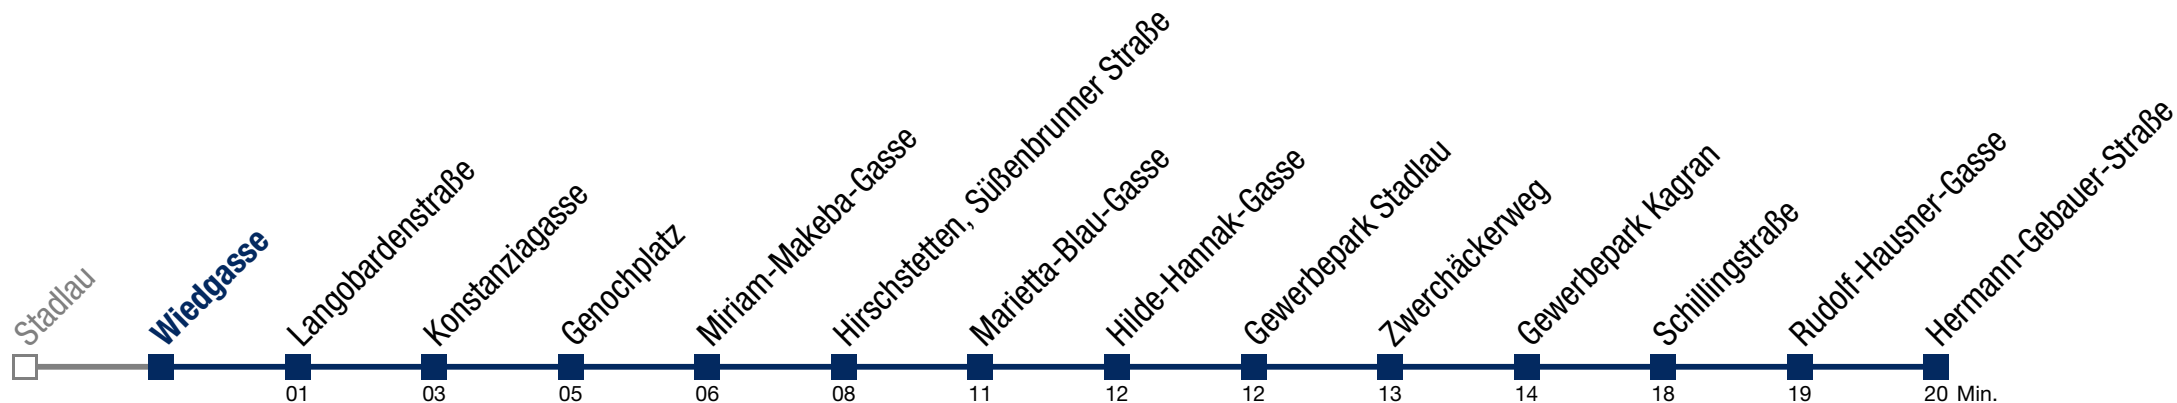 Stadlau
Wiedgasse
Langobardenstraße
Konstanziagasse
Genochplatz
Miriam-Makeba-Gasse
Hirschstetten, Süßenbrunner Straße
Marietta-Blau-Gasse
Hilde-Hannak-Gasse
Gewerbepark Stadlau
Zwerchäckerweg
Gewerbepark Kagran
Schillingstraße
Rudolf-Hausner-Gasse
Hermann-Gebauer-Straße
01 03 05 06 08 11 12 12 13 14 18 19 20 Min.